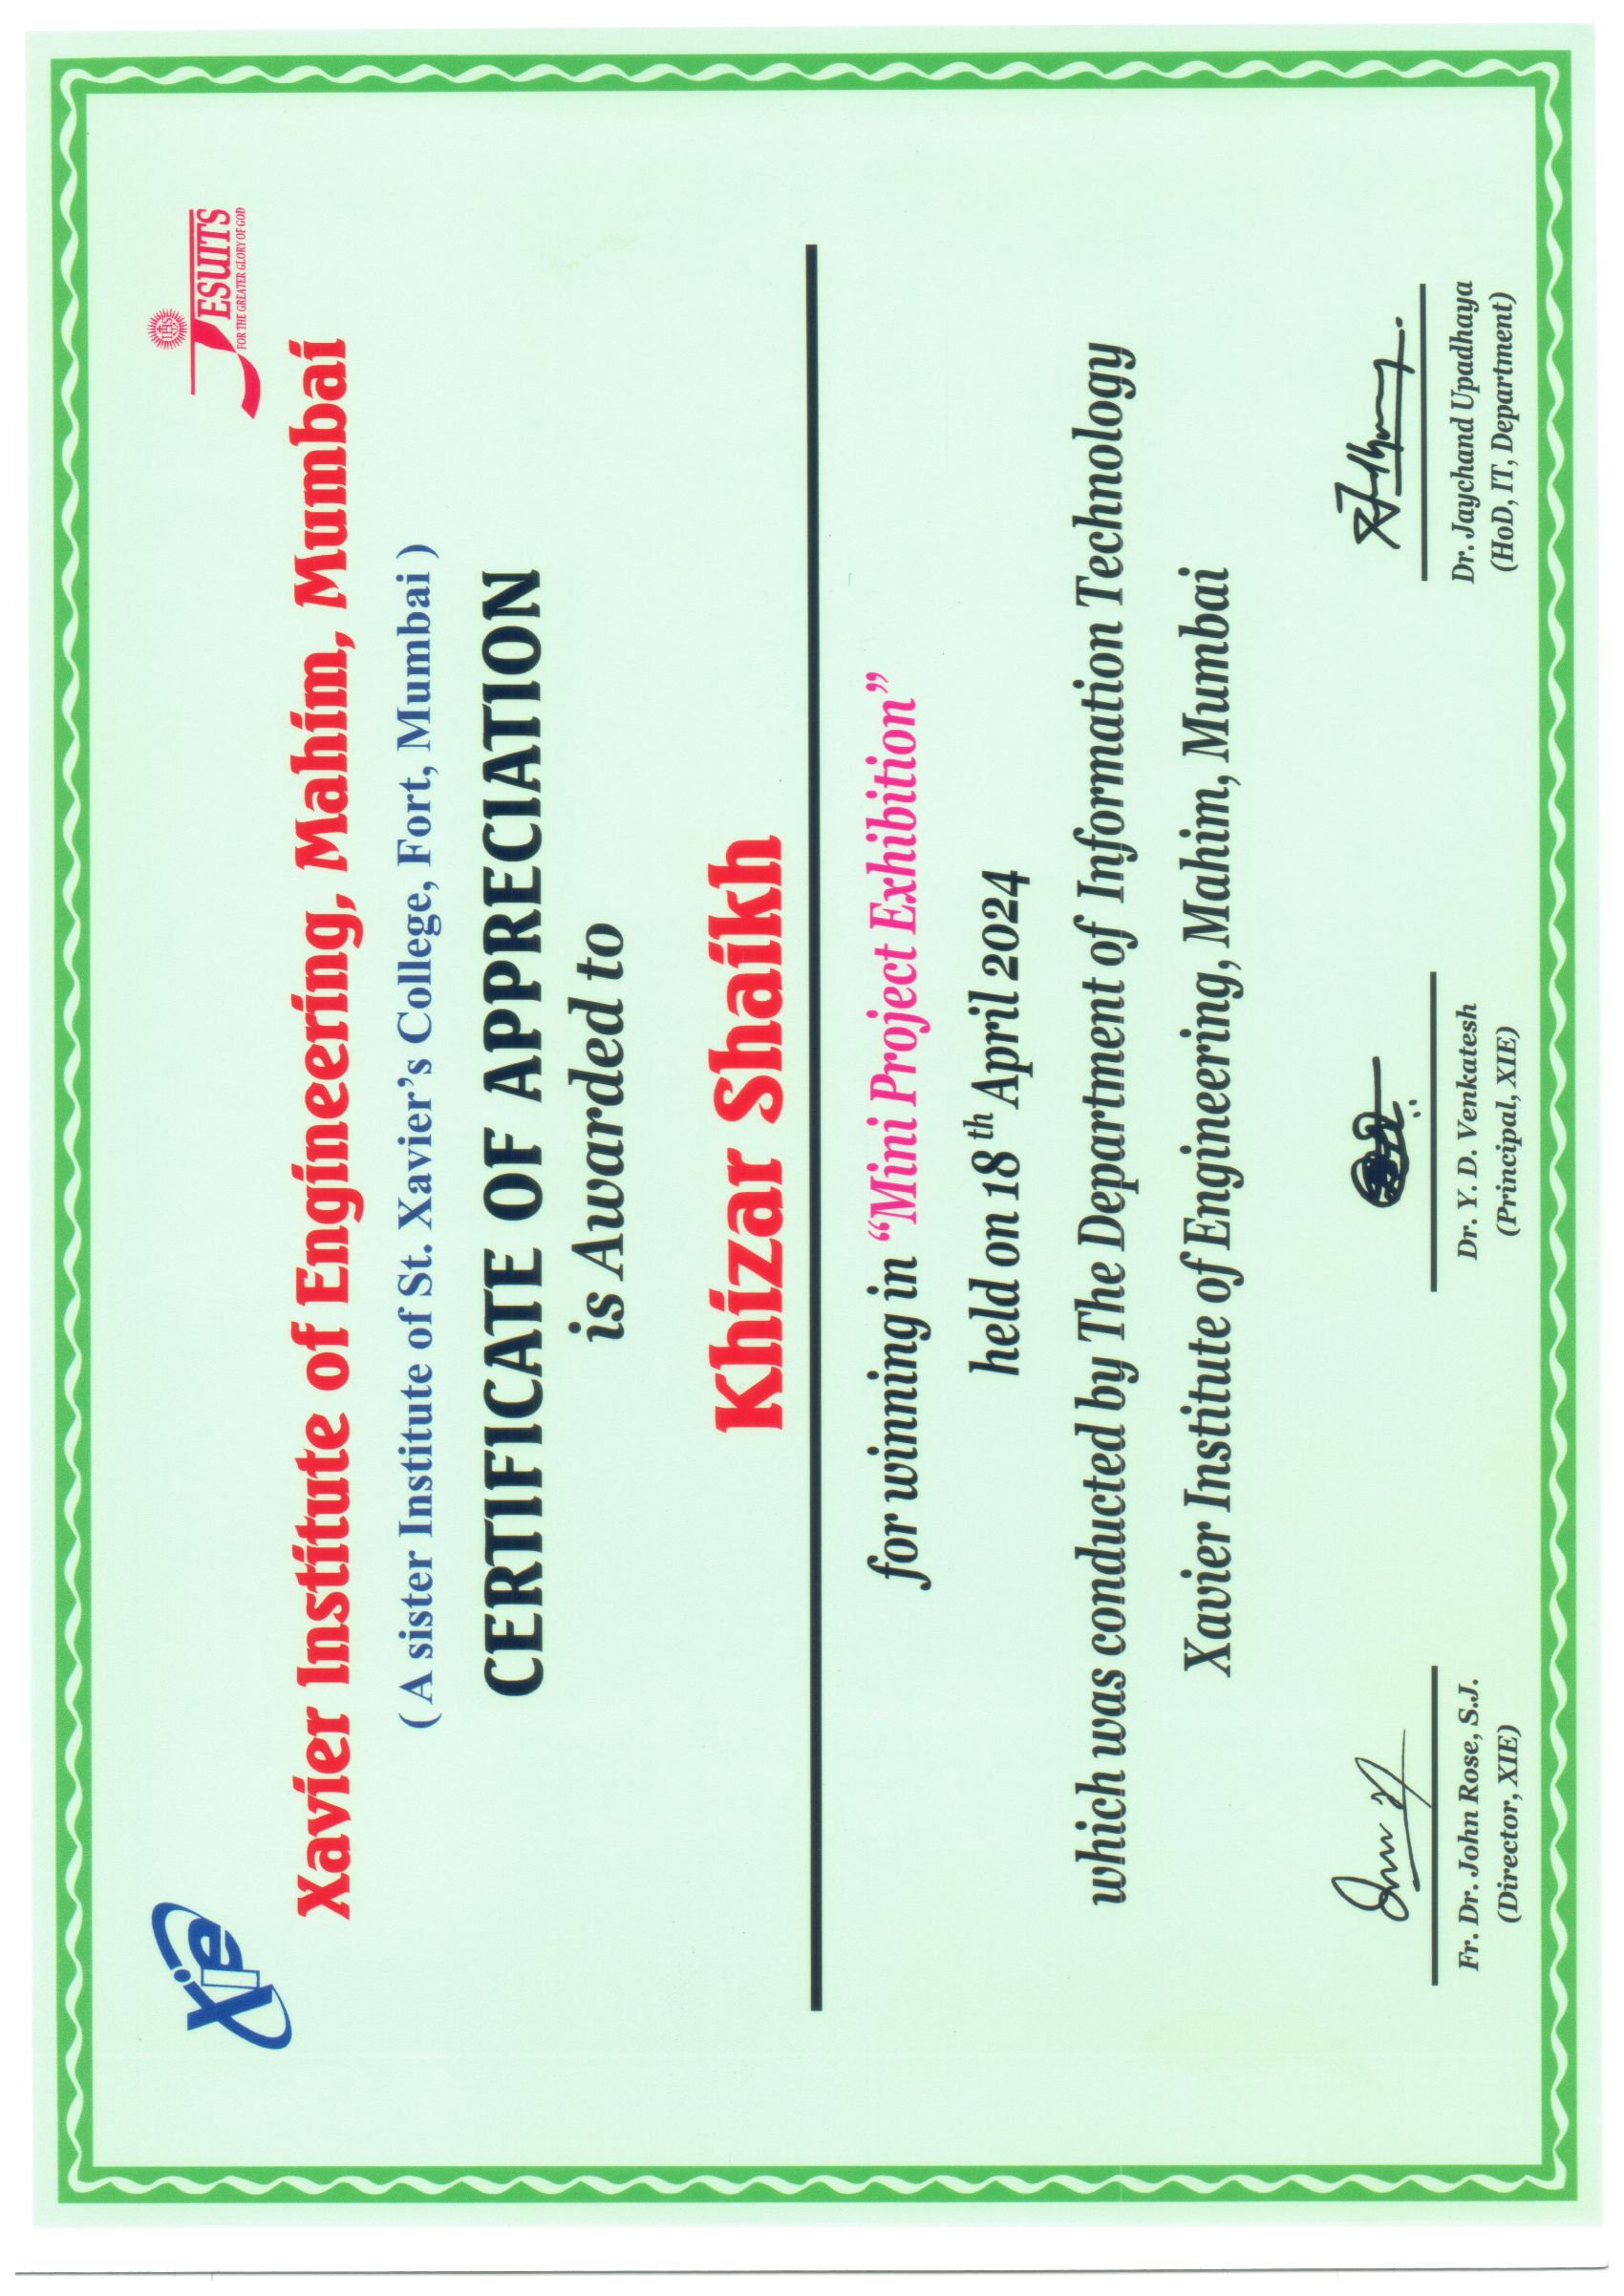 Xie
IHS
JESUITS
FOR THE GREATER GLORY OF GOD
Xavier Institute of Engineering, Mahim, Mumbai
( A sister Institute of St. Xavier's College, Fort, Mumbai )
CERTIFICATE OF APPRECIATION
is Awarded to
Khizar Shaikh
for winning in “Mini Project Exhibition”
held on 18 th April 2024
which was conducted by The Department of Information Technology
Xavier Institute of Engineering, Mahim, Mumbai
Fr. Dr. John Rose, S.J.
(Director, XIE)
Dr. Y. D. Venkatesh
(Principal, XIE)
Dr. Jaychand Upadhaya
(HoD, IT, Department)